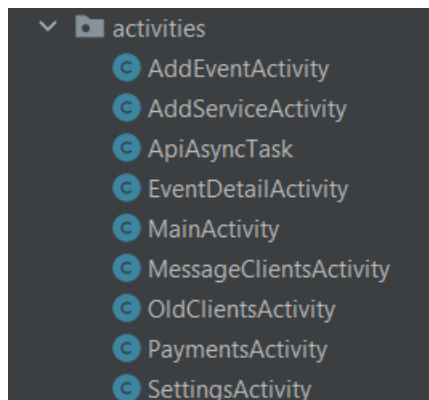 activities
C AddEventActivity
C AddServiceActivity
C ApiAsyncTask
C EventDetailActivity
C MainActivity
C MessageClientsActivity
C OldClientsActivity
C PaymentsActivity
C SettingsActivity